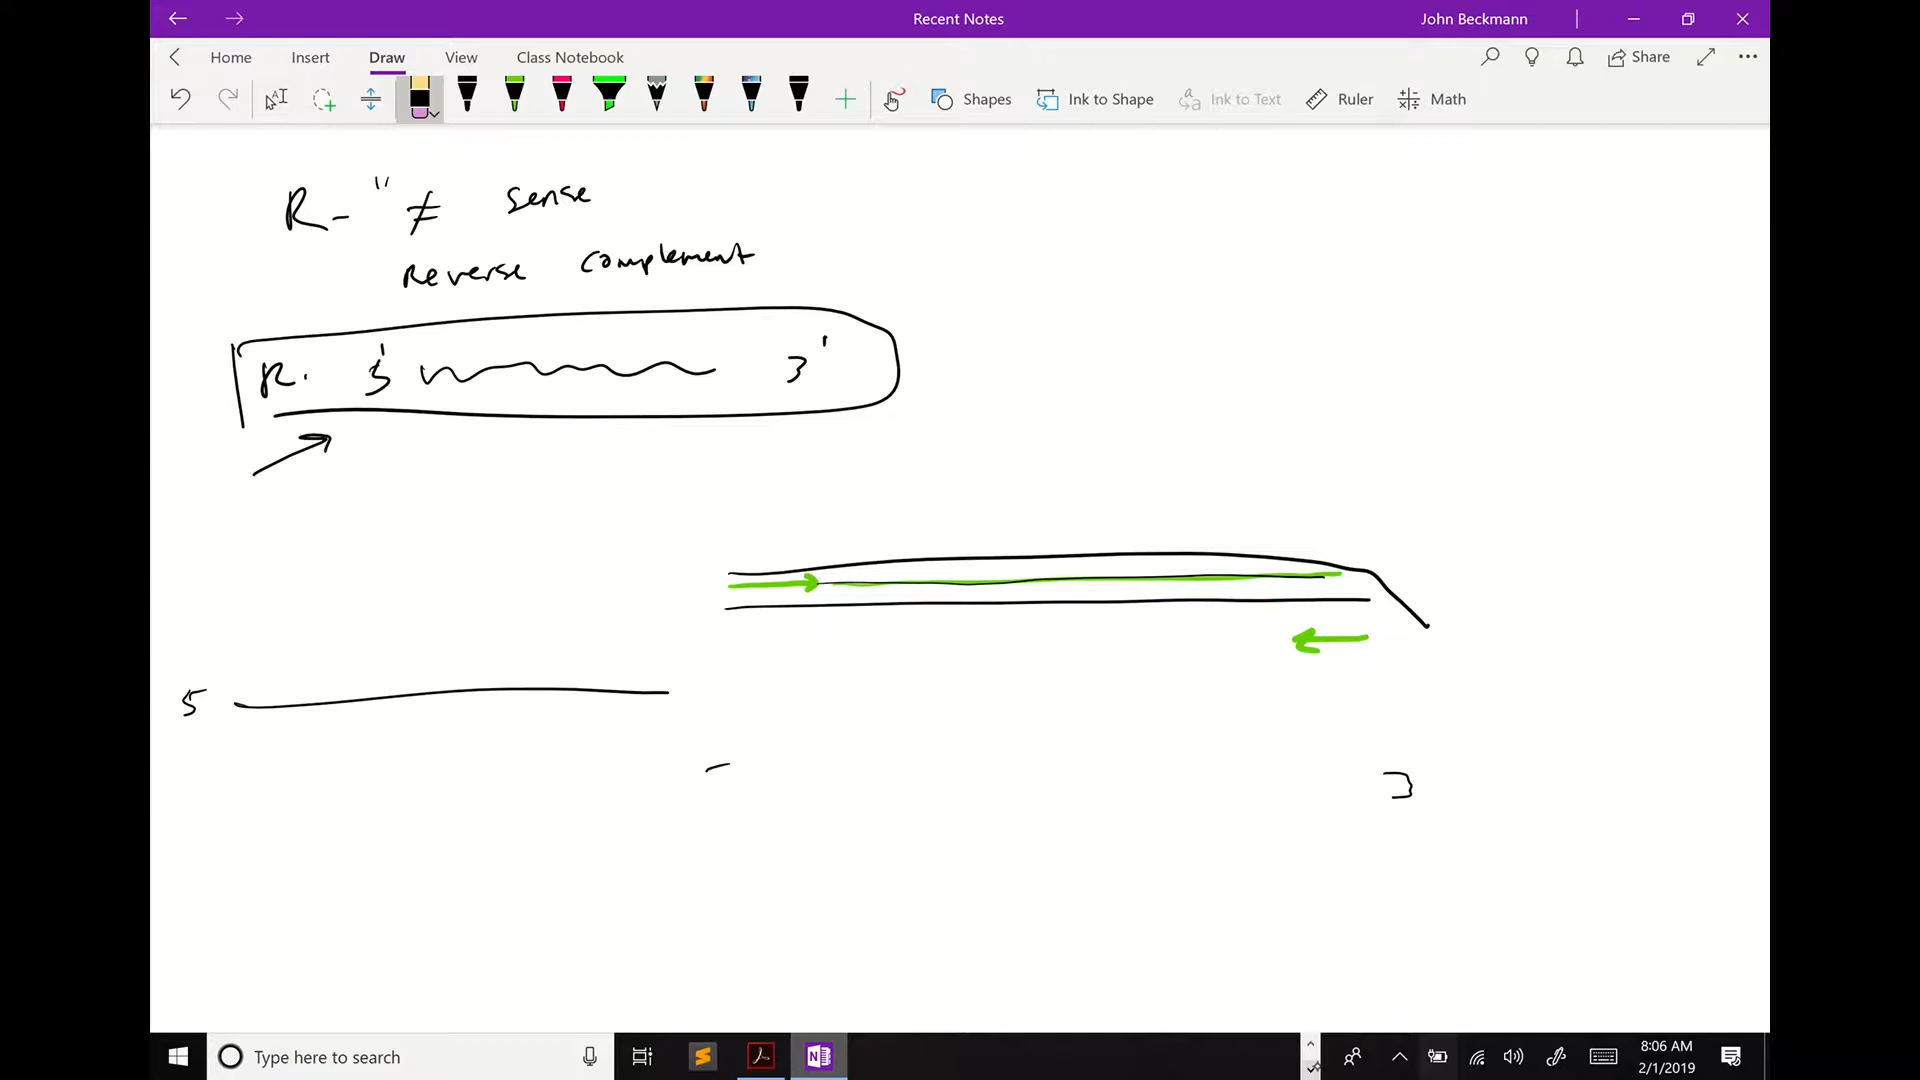 Recent Notes
John Beckmann
Home Insert Draw View Class Notebook
Share
Shapes Ink to Shape Ink to Text Ruler Math
R- " ≠ sense
Reverse complement
R. 5' 3'
5
Type here to search
8:06 AM
2/1/2019